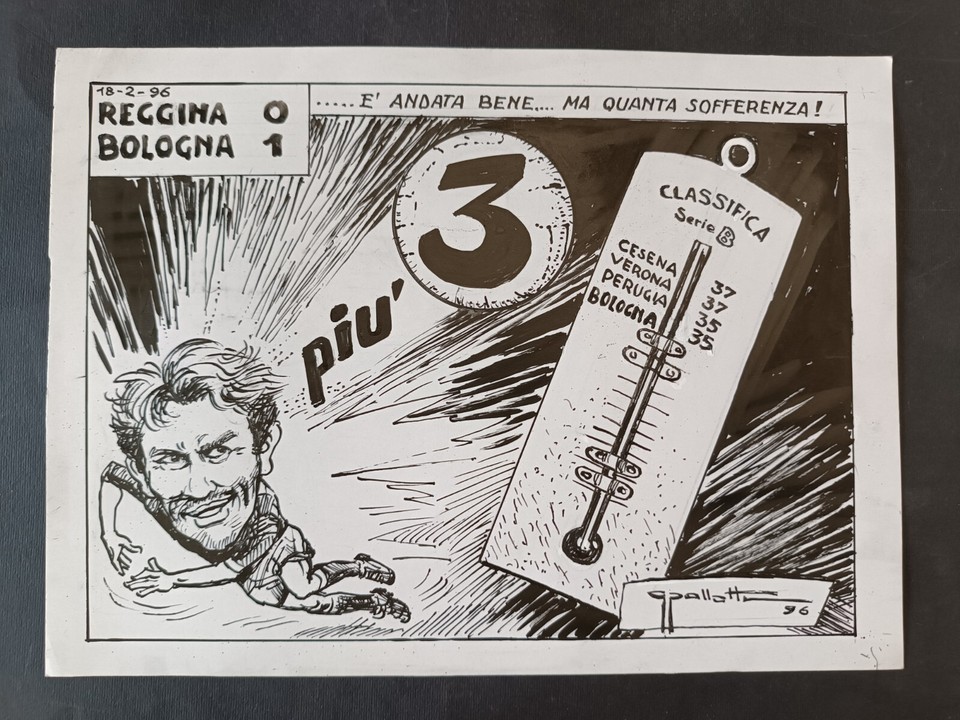 18-2-96
REGGINA 0
BOLOGNA 1
..... E' ANDATA BENE.... MA QUANTA SOFFERENZA!
più 3
CLASSIFICA
Serie B
CESENA 37
VERONA 37
PERUGIA 35
BOLOGNA 35
96